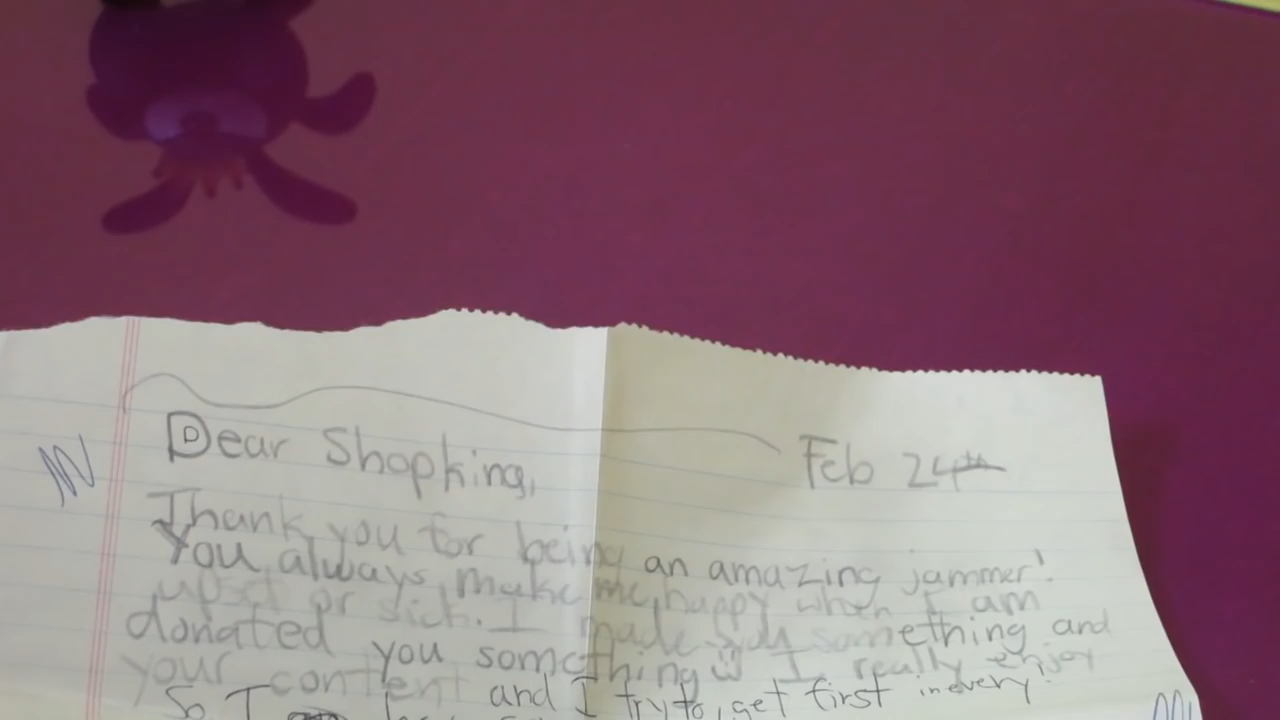 Dear Shopking,
Feb 24th
Thank you for being an amazing jammer!
You always make me happy when I am
upset or sick. I made you something and
donated you something I really enjoy
your content and I try to get first in every
So I